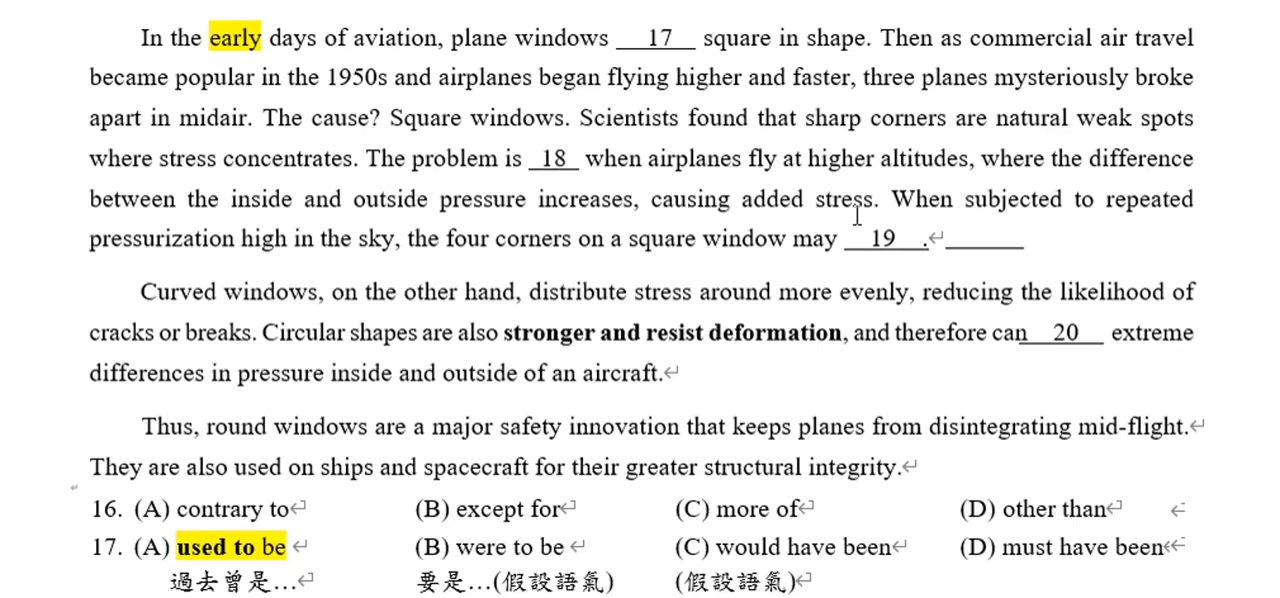 In the early days of aviation, plane windows 17 square in shape. Then as commercial air travel
became popular in the 1950s and airplanes began flying higher and faster, three planes mysteriously broke
apart in midair. The cause? Square windows. Scientists found that sharp corners are natural weak spots
where stress concentrates. The problem is 18 when airplanes fly at higher altitudes, where the difference
between the inside and outside pressure increases, causing added stress. When subjected to repeated
pressurization high in the sky, the four corners on a square window may 19 .
Curved windows, on the other hand, distribute stress around more evenly, reducing the likelihood of
cracks or breaks. Circular shapes are also stronger and resist deformation, and therefore can 20 extreme
differences in pressure inside and outside of an aircraft.
Thus, round windows are a major safety innovation that keeps planes from disintegrating mid-flight.
They are also used on ships and spacecraft for their greater structural integrity.
16. (A) contrary to (B) except for (C) more of (D) other than
17. (A) used to be (B) were to be (C) would have been (D) must have been
過去曾是… 要是…(假設語氣) (假設語氣)